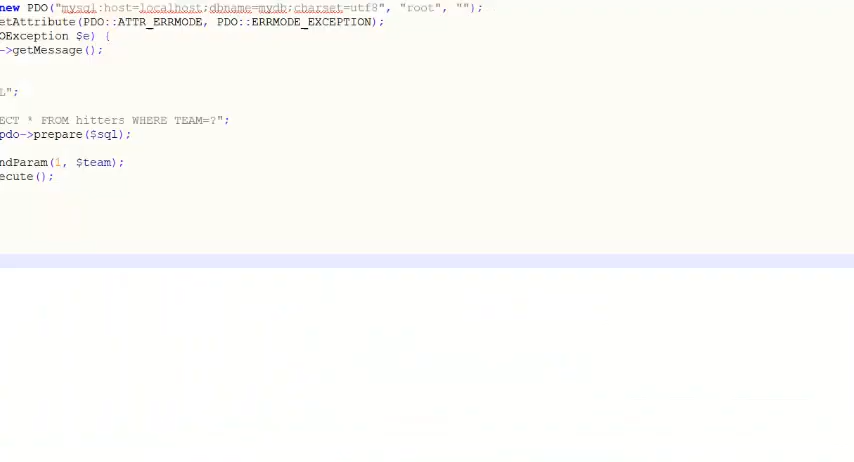 new PDO("mysql:host=localhost;dbname=mydb;charset=utf8", "root", "");
etAttribute(PDO::ATTR_ERRMODE, PDO::ERRMODE_EXCEPTION);
OException $e) {
->getMessage();
L";
ECT * FROM hitters WHERE TEAM=?";
pdo->prepare($sql);
ndParam(1, $team);
ecute();